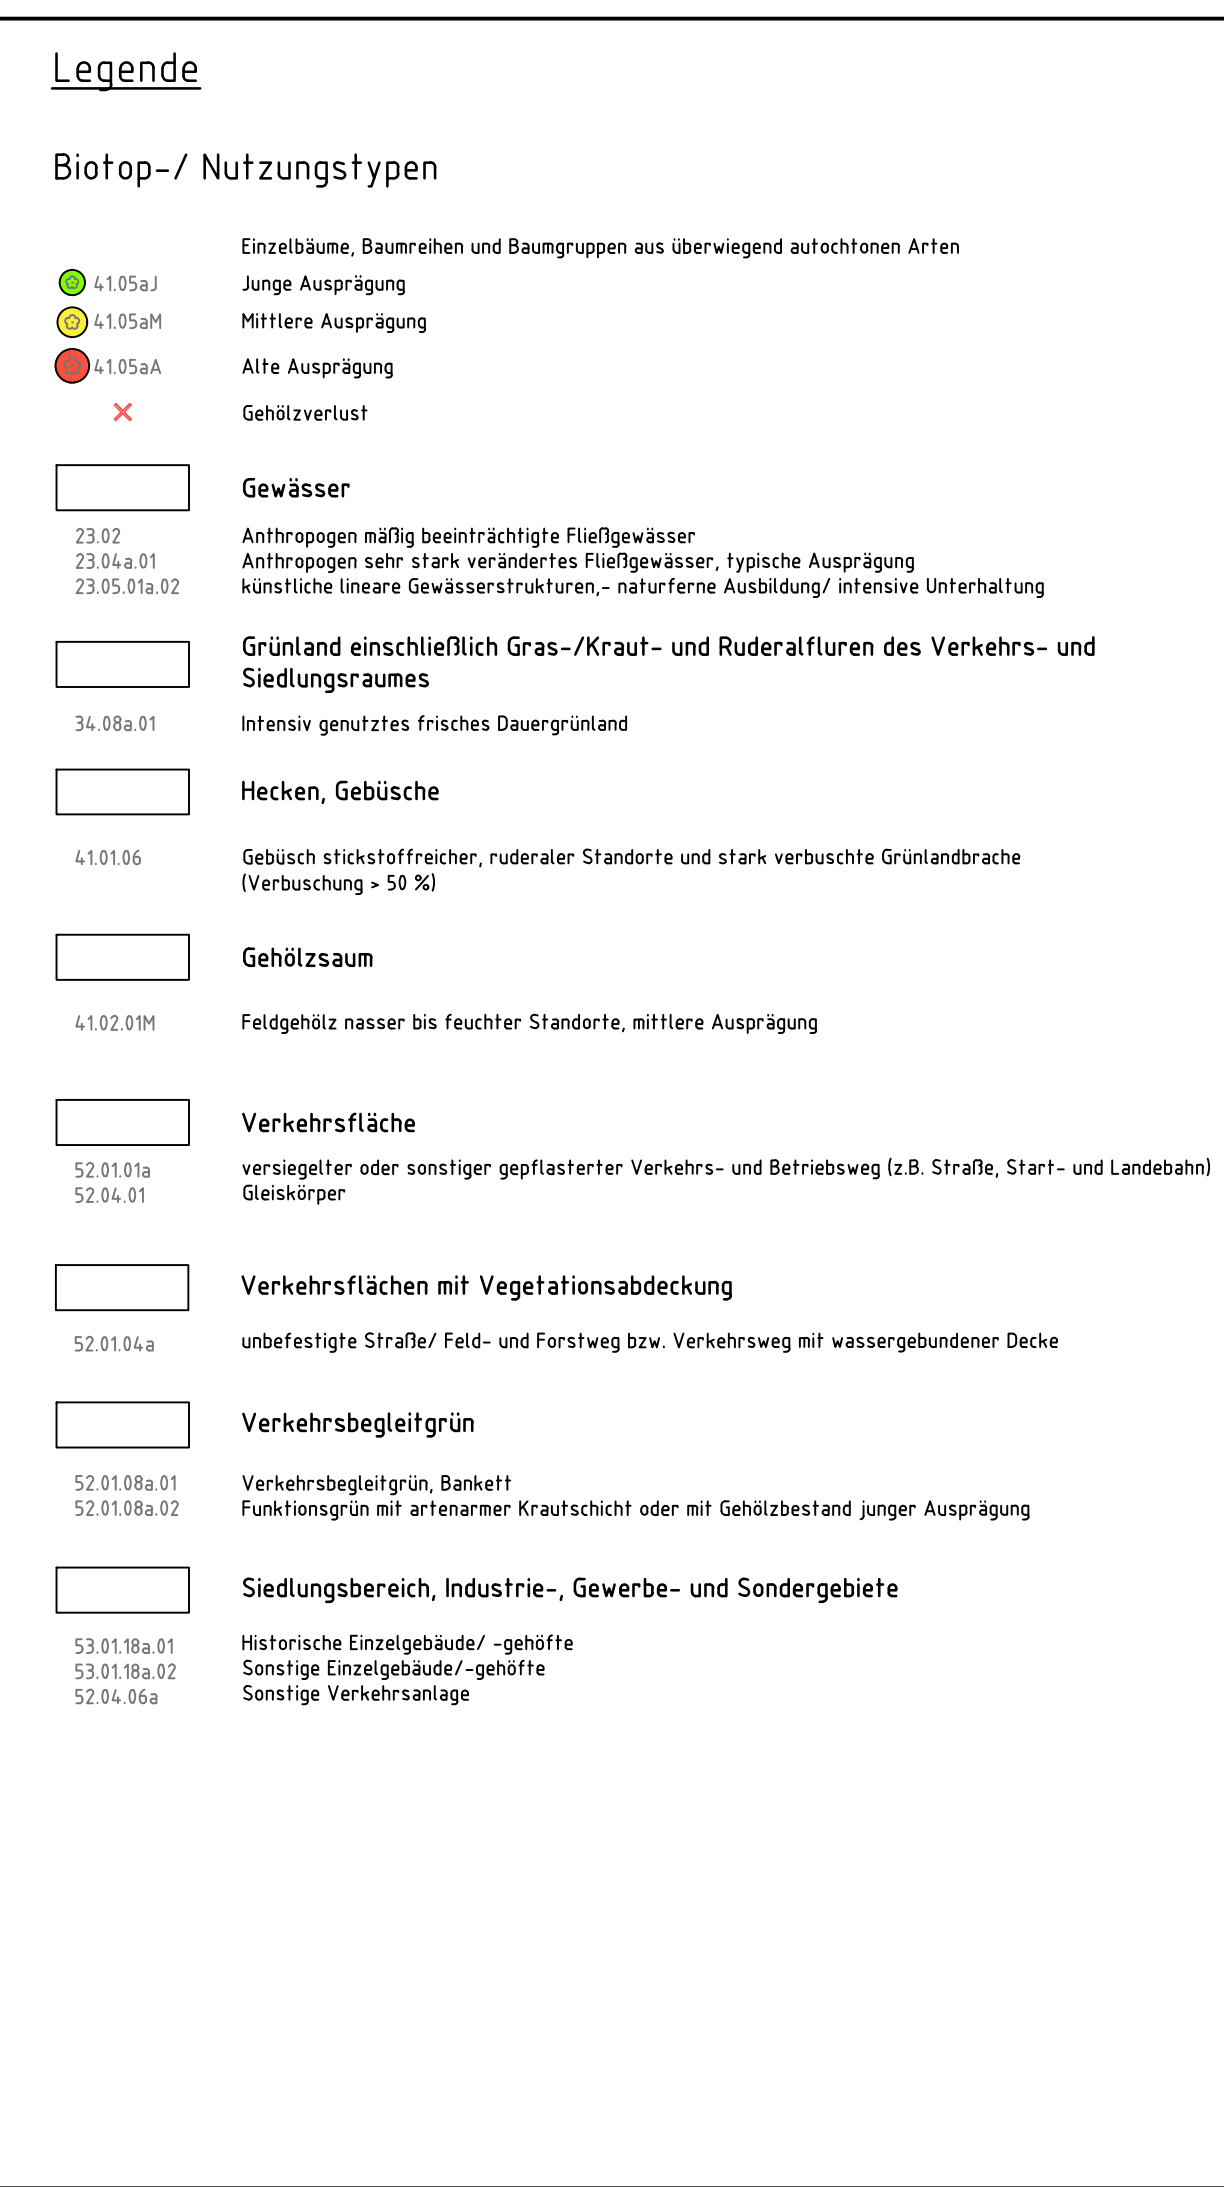 Legende
Biotop-/ Nutzungstypen
Einzelbäume, Baumreihen und Baumgruppen aus überwiegend autochtonen Arten
41.05aJ Junge Ausprägung
41.05aM Mittlere Ausprägung
41.05aA Alte Ausprägung
Gehölzverlust
Gewässer
23.02 Anthropogen mäßig beeinträchtigte Fließgewässer
23.04a.01 Anthropogen sehr stark verändertes Fließgewässer, typische Ausprägung
23.05.01a.02 künstliche lineare Gewässerstrukturen,- naturferne Ausbildung/ intensive Unterhaltung
Grünland einschließlich Gras-/Kraut- und Ruderalfluren des Verkehrs- und
Siedlungsraumes
34.08a.01 Intensiv genutztes frisches Dauergrünland
Hecken, Gebüsche
41.01.06 Gebüsch stickstoffreicher, ruderaler Standorte und stark verbuschte Grünlandbrache
(Verbuschung > 50 %)
Gehölzsaum
41.02.01M Feldgehölz nasser bis feuchter Standorte, mittlere Ausprägung
Verkehrsfläche
52.01.01a versiegelter oder sonstiger gepflasterter Verkehrs- und Betriebsweg (z.B. Straße, Start- und Landebahn)
52.04.01 Gleiskörper
Verkehrsflächen mit Vegetationsabdeckung
52.01.04a unbefestigte Straße/ Feld- und Forstweg bzw. Verkehrsweg mit wassergebundener Decke
Verkehrsbegleitgrün
52.01.08a.01 Verkehrsbegleitgrün, Bankett
52.01.08a.02 Funktionsgrün mit artenarmer Krautschicht oder mit Gehölzbestand junger Ausprägung
Siedlungsbereich, Industrie-, Gewerbe- und Sondergebiete
53.01.18a.01 Historische Einzelgebäude/ -gehöfte
53.01.18a.02 Sonstige Einzelgebäude/-gehöfte
52.04.06a Sonstige Verkehrsanlage